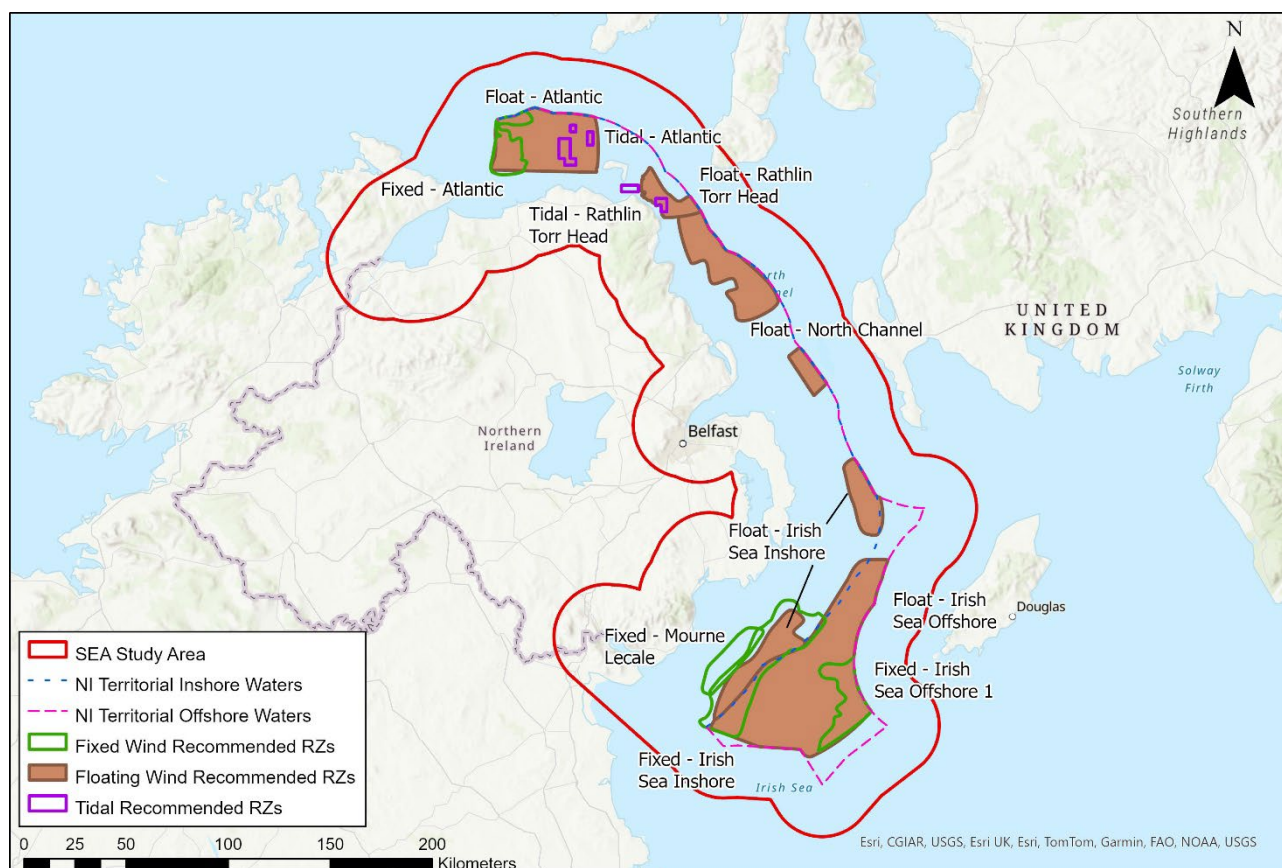 N
Southern
Highlands
Float - Atlantic
Tidal - Atlantic
Fixed - Atlantic
Float - Rathlin
Torr Head
Tidal - Rathlin
Torr Head
UNITED
KINGDOM
Float - North Channel
Solway
Firth
Northern
Ireland
Belfast
Float - Irish
Sea Inshore
Float - Irish
Sea Offshore
Douglas
Fixed - Mourne
Lecale
Fixed - Irish
Sea Offshore 1
Fixed - Irish
Sea Inshore
Irish Sea
SEA Study Area
NI Territorial Inshore Waters
NI Territorial Offshore Waters
Fixed Wind Recommended RZs
Floating Wind Recommended RZs
Tidal Recommended RZs
0 25 50 100 150 200
Kilometers
Esri, CGIAR, USGS, Esri UK, Esri, TomTom, Garmin, FAO, NOAA, USGS